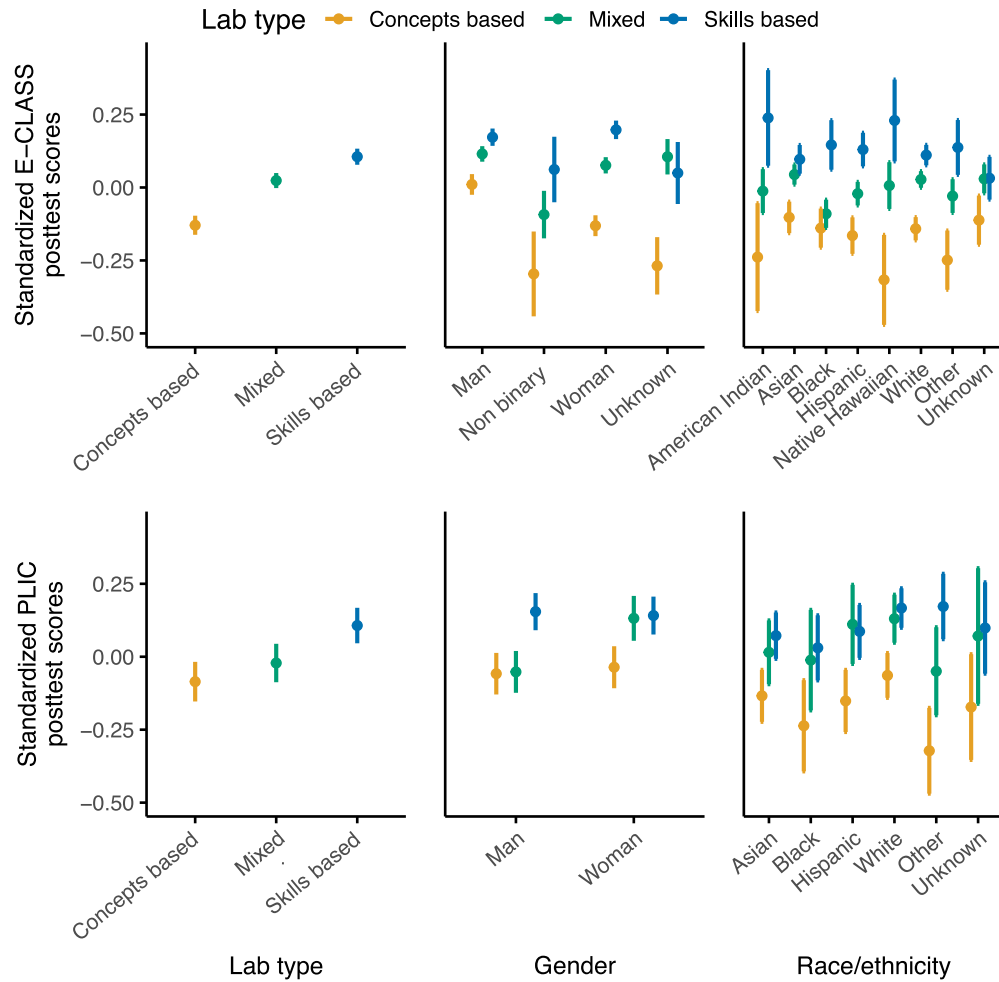 Lab type Concepts based Mixed Skills based
Standardized E−CLASS
posttest scores
0.25
0.00
−0.25
−0.50
Concepts based
Mixed
Skills based
Man
Non binary
Woman
Unknown
American Indian
Asian
Black
Hispanic
Native Hawaiian
White
Other
Unknown
Standardized PLIC
posttest scores
0.25
0.00
−0.25
−0.50
Concepts based
Mixed
Skills based
Man
Woman
Asian
Black
Hispanic
White
Other
Unknown
Lab type
Gender
Race/ethnicity